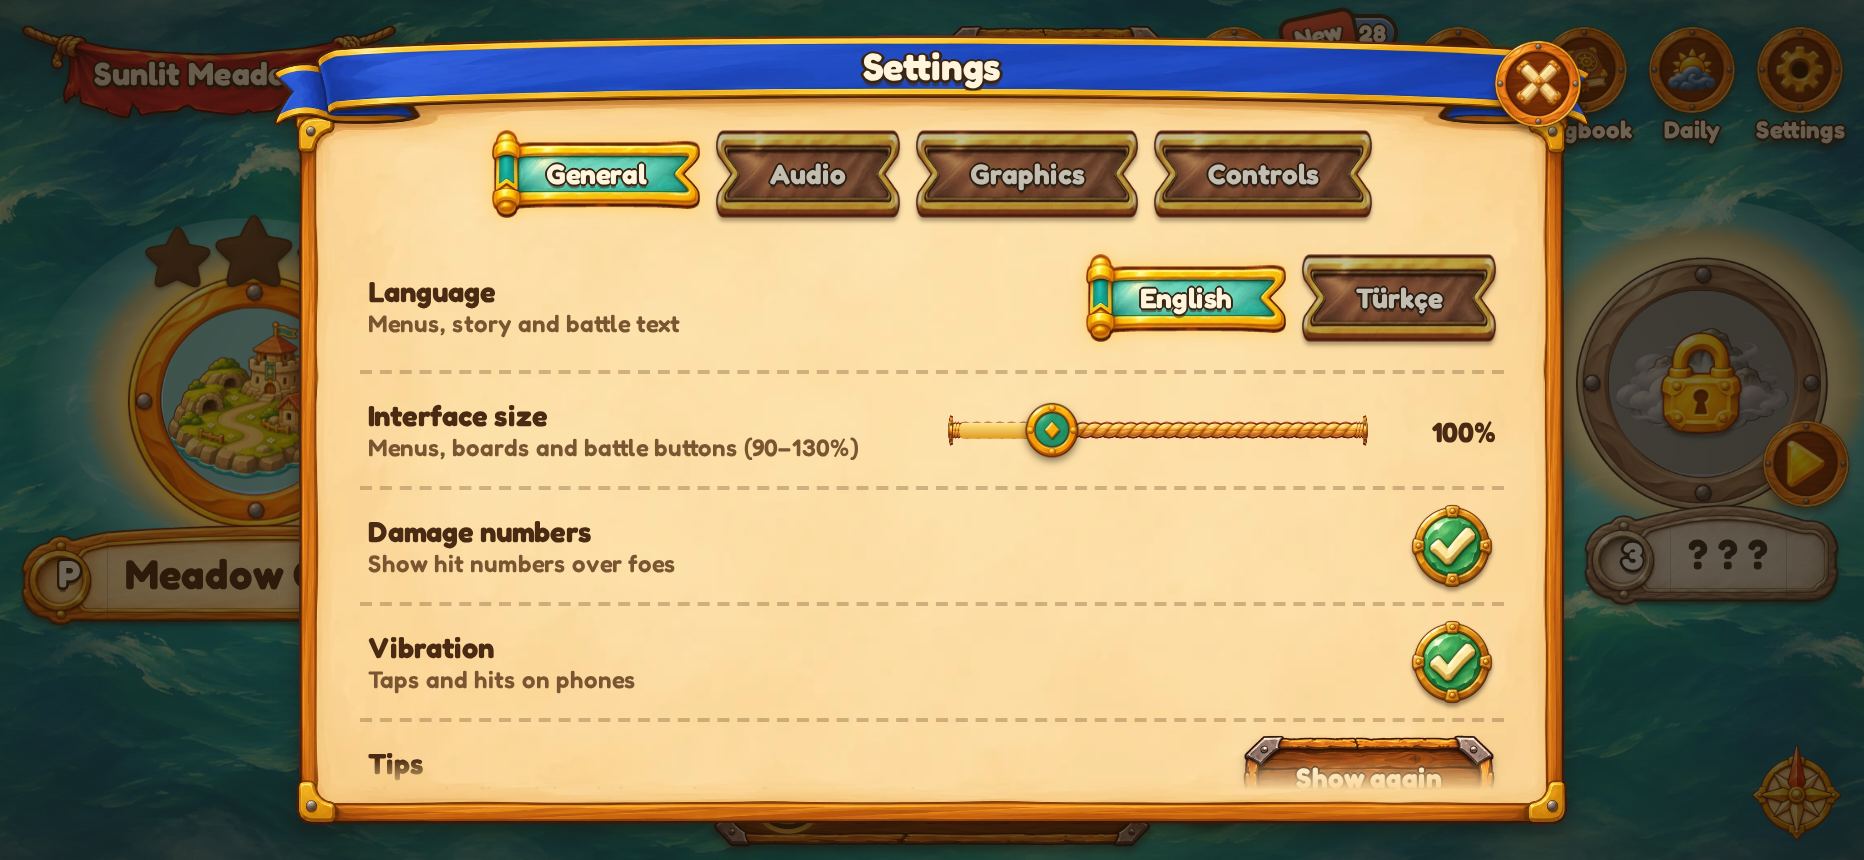 Settings
New 28
Sunlit Meado
gbook Daily Settings
General Audio Graphics Controls
Language
Menus, story and battle text
English Türkçe
Interface size
Menus, boards and battle buttons (90–130%)
100%
Damage numbers
Show hit numbers over foes
Vibration
Taps and hits on phones
Tips
Show again
P Meadow
3 ???